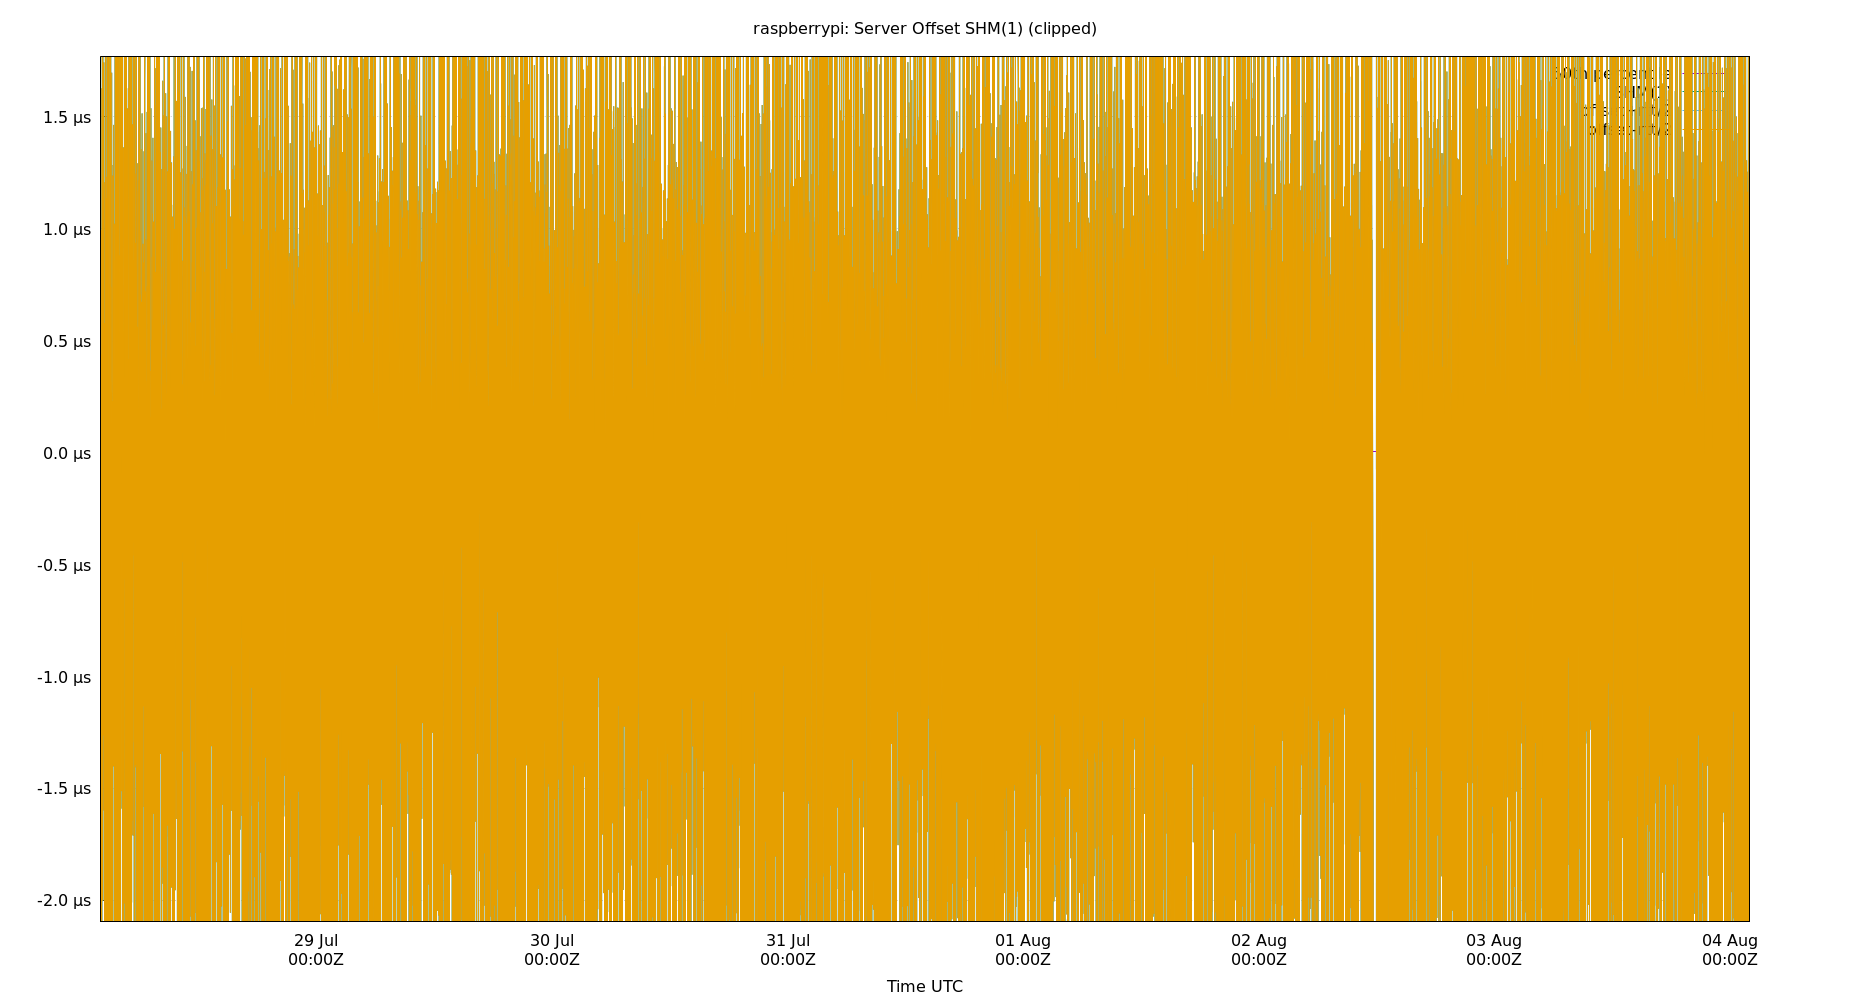 raspberrypi: Server Offset SHM(1) (clipped)
1.5 µs
1.0 µs
0.5 µs
0.0 µs
-0.5 µs
-1.0 µs
-1.5 µs
-2.0 µs
29 Jul
00:00Z
30 Jul
00:00Z
31 Jul
00:00Z
01 Aug
00:00Z
02 Aug
00:00Z
03 Aug
00:00Z
04 Aug
00:00Z
Time UTC